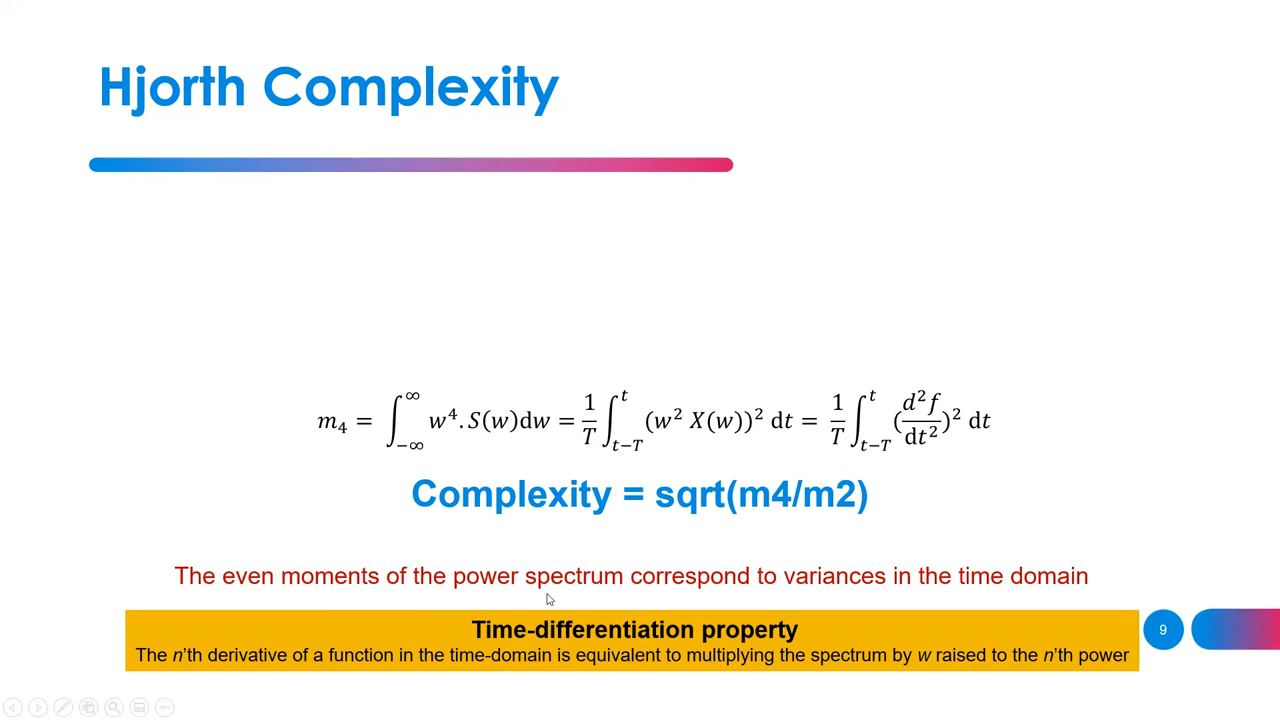 Hjorth Complexity
m₄ = ∫_{−∞}^{∞} w⁴.S(w)dw = 1/T ∫_{t−T}^{t} (w² X(w))² dt = 1/T ∫_{t−T}^{t} (d²f/dt²)² dt
Complexity = sqrt(m4/m2)
The even moments of the power spectrum correspond to variances in the time domain
Time-differentiation property
The n’th derivative of a function in the time-domain is equivalent to multiplying the spectrum by w raised to the n’th power
9